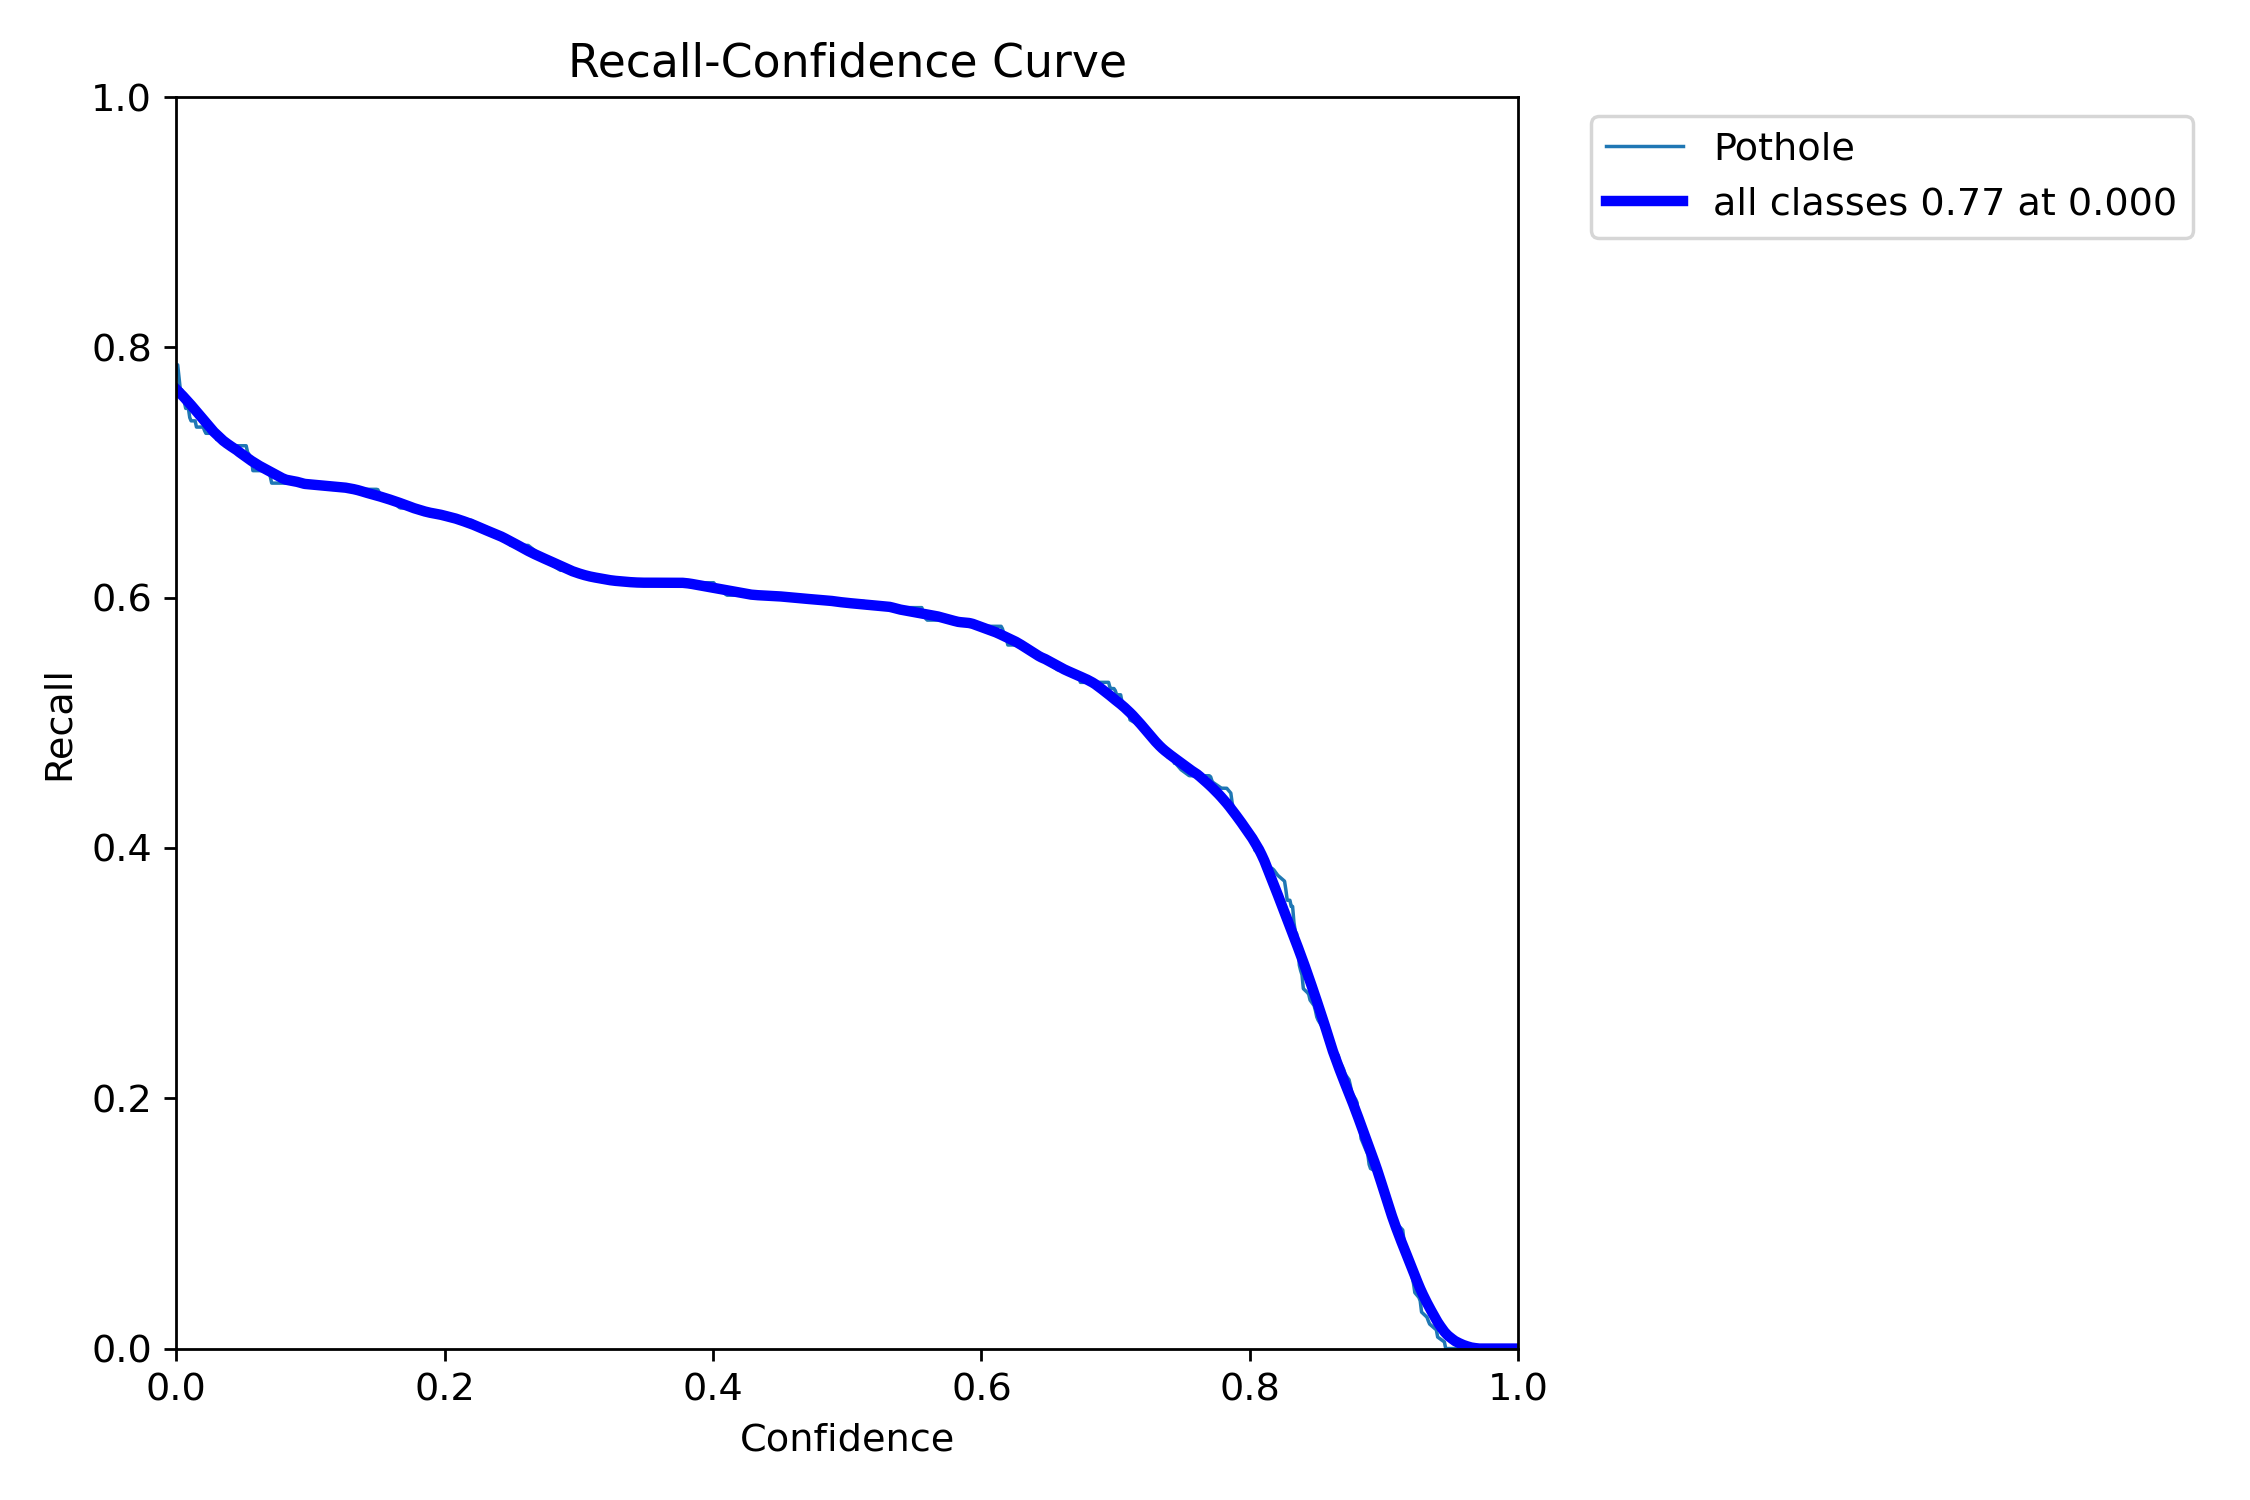 Recall-Confidence Curve
1.0
0.8
0.6
0.4
0.2
0.0
Recall
0.0 0.2 0.4 0.6 0.8 1.0
Confidence
Pothole
all classes 0.77 at 0.000